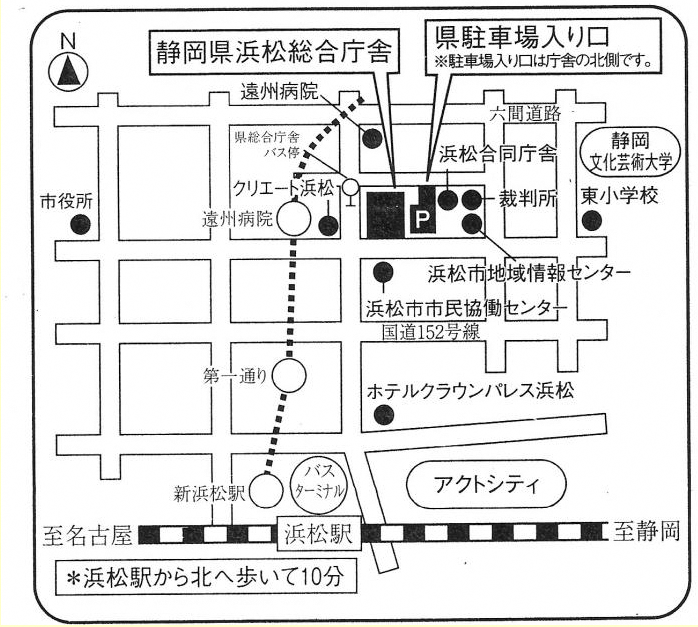 N
静岡県浜松総合庁舎
県駐車場入り口
※駐車場入り口は庁舎の北側です。
遠州病院
六間道路
県総合庁舎
バス停
浜松合同庁舎
静岡
文化芸術大学
クリエート浜松
市役所
裁判所
東小学校
遠州病院
P
浜松市地域情報センター
浜松市市民協働センター
国道152号線
第一通り
ホテルクラウンパレス浜松
バス
ターミナル
アクトシティ
新浜松駅
至名古屋
浜松駅
至静岡
*浜松駅から北へ歩いて10分